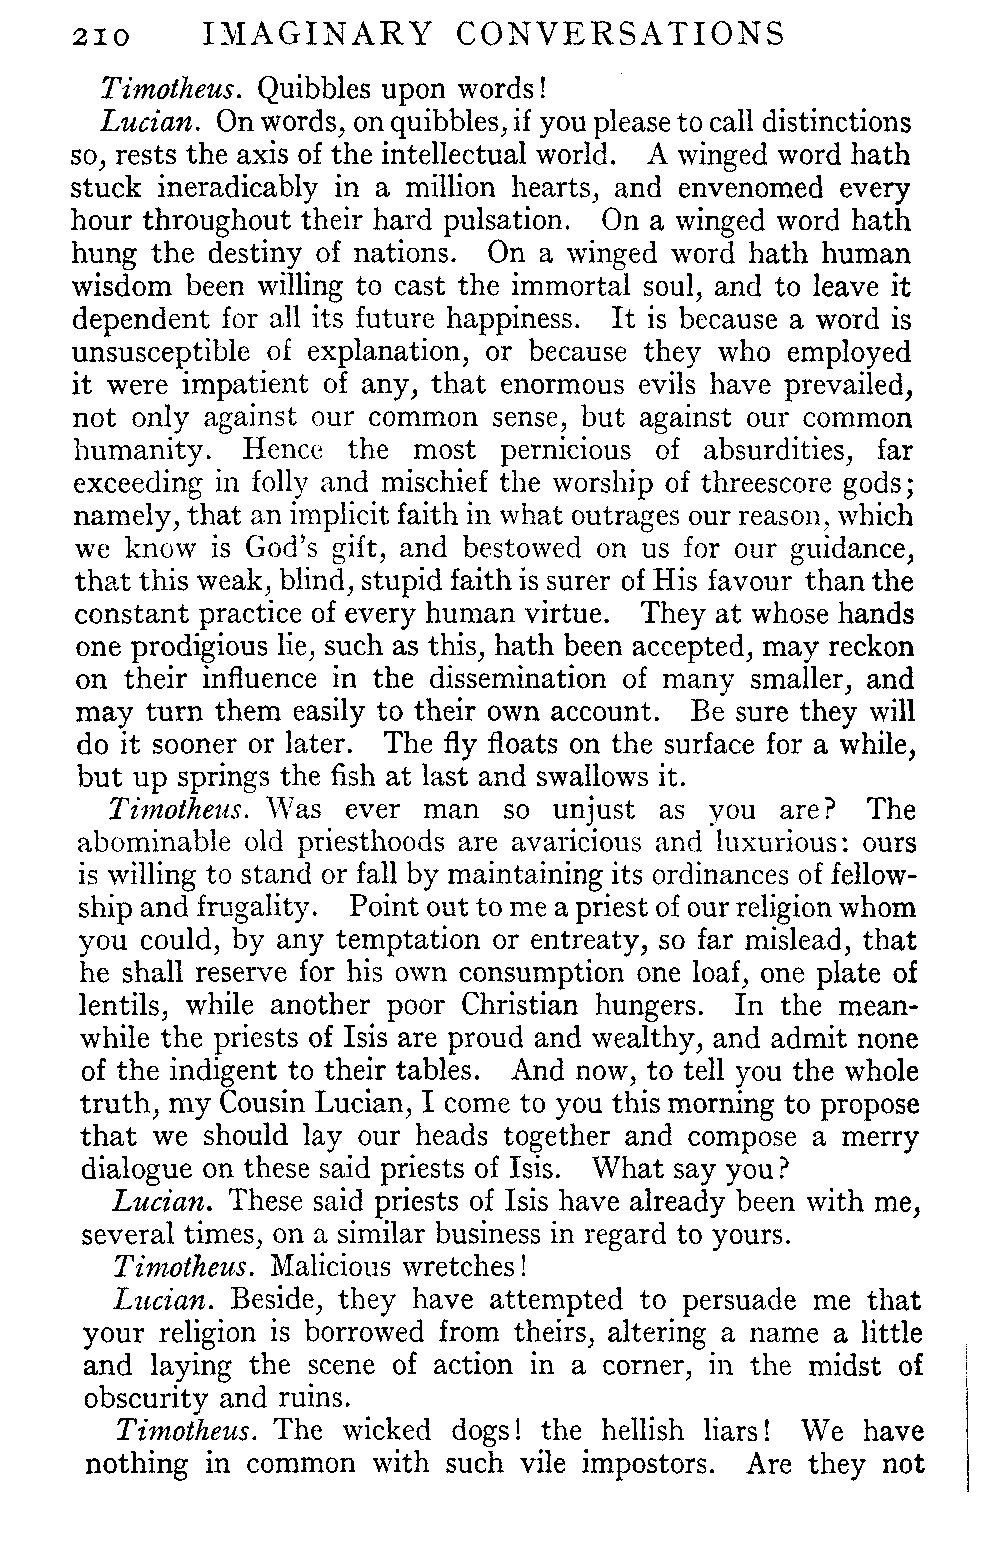 210 IMAGINARY CONVERSATIONS
Timotheus. Quibbles upon words!
Lucian. On words, on quibbles, if you please to call distinctions
so, rests the axis of the intellectual world. A winged word hath
stuck ineradicably in a million hearts, and envenomed every
hour throughout their hard pulsation. On a winged word hath
hung the destiny of nations. On a winged word hath human
wisdom been willing to cast the immortal soul, and to leave it
dependent for all its future happiness. It is because a word is
unsusceptible of explanation, or because they who employed
it were impatient of any, that enormous evils have prevailed,
not only against our common sense, but against our common
humanity. Hence the most pernicious of absurdities, far
exceeding in folly and mischief the worship of threescore gods;
namely, that an implicit faith in what outrages our reason, which
we know is God's gift, and bestowed on us for our guidance,
that this weak, blind, stupid faith is surer of His favour than the
constant practice of every human virtue. They at whose hands
one prodigious lie, such as this, hath been accepted, may reckon
on their influence in the dissemination of many smaller, and
may turn them easily to their own account. Be sure they will
do it sooner or later. The fly floats on the surface for a while,
but up springs the fish at last and swallows it.
Timotheus. Was ever man so unjust as you are? The
abominable old priesthoods are avaricious and luxurious: ours
is willing to stand or fall by maintaining its ordinances of fellow-
ship and frugality. Point out to me a priest of our religion whom
you could, by any temptation or entreaty, so far mislead, that
he shall reserve for his own consumption one loaf, one plate of
lentils, while another poor Christian hungers. In the mean-
while the priests of Isis are proud and wealthy, and admit none
of the indigent to their tables. And now, to tell you the whole
truth, my Cousin Lucian, I come to you this morning to propose
that we should lay our heads together and compose a merry
dialogue on these said priests of Isis. What say you?
Lucian. These said priests of Isis have already been with me,
several times, on a similar business in regard to yours.
Timotheus. Malicious wretches!
Lucian. Beside, they have attempted to persuade me that
your religion is borrowed from theirs, altering a name a little
and laying the scene of action in a corner, in the midst of
obscurity and ruins.
Timotheus. The wicked dogs! the hellish liars! We have
nothing in common with such vile impostors. Are they not